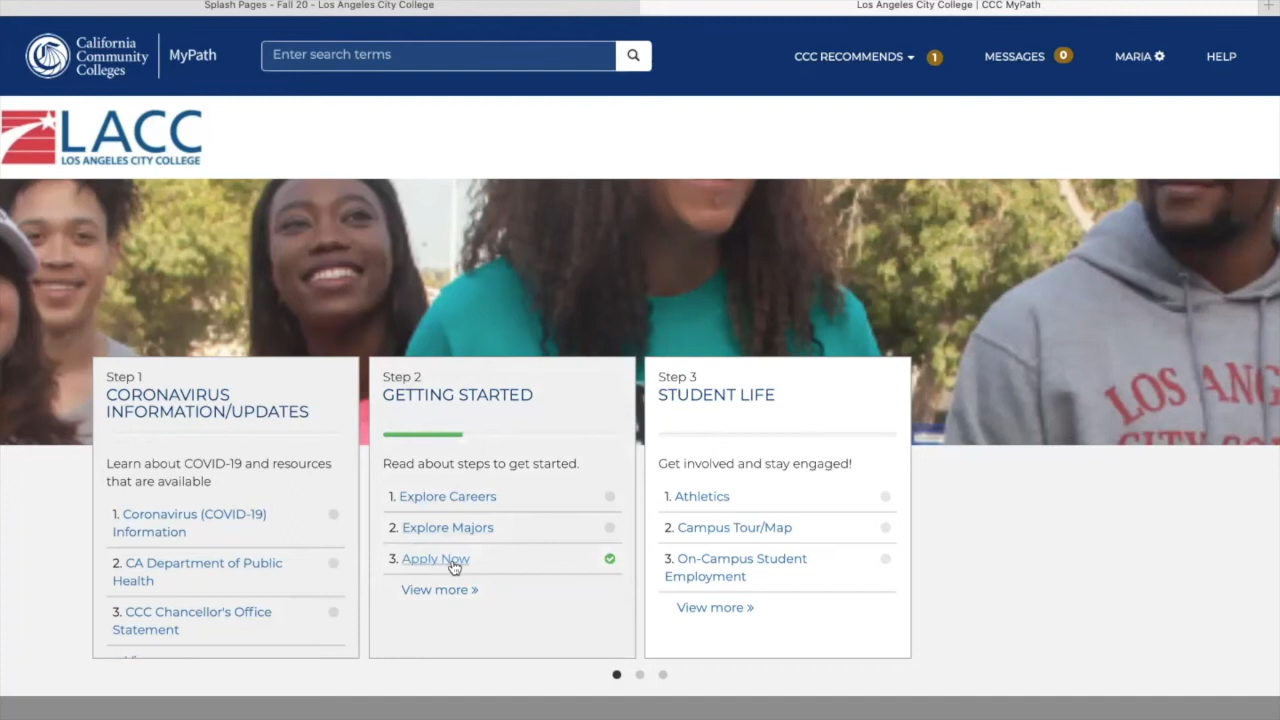 Splash Pages - Fall 20 - Los Angeles City College
Los Angeles City College | CCC MyPath
California
Community
Colleges
MyPath
Enter search terms
CCC RECOMMENDS
1
MESSAGES
0
MARIA
HELP
LACC
LOS ANGELES CITY COLLEGE
LOS ANG
Step 1
CORONAVIRUS
INFORMATION/UPDATES
Learn about COVID-19 and resources
that are available
1. Coronavirus (COVID-19)
Information
2. CA Department of Public
Health
3. CCC Chancellor's Office
Statement
Step 2
GETTING STARTED
Read about steps to get started.
1. Explore Careers
2. Explore Majors
3. Apply Now
View more »
Step 3
STUDENT LIFE
Get involved and stay engaged!
1. Athletics
2. Campus Tour/Map
3. On-Campus Student
Employment
View more »